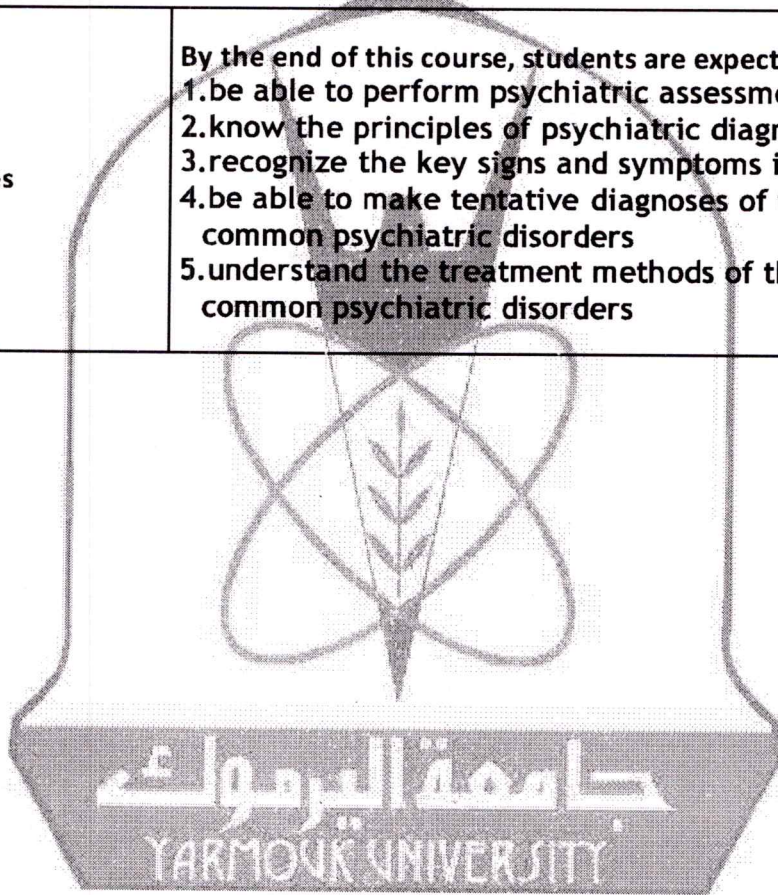 es
By the end of this course, students are expect
1.be able to perform psychiatric assessm
2.know the principles of psychiatric diagn
3.recognize the key signs and symptoms i
4.be able to make tentative diagnoses of
common psychiatric disorders
5.understand the treatment methods of th
common psychiatric disorders
جامعة اليرموك
YARMOUK UNIVERSITY